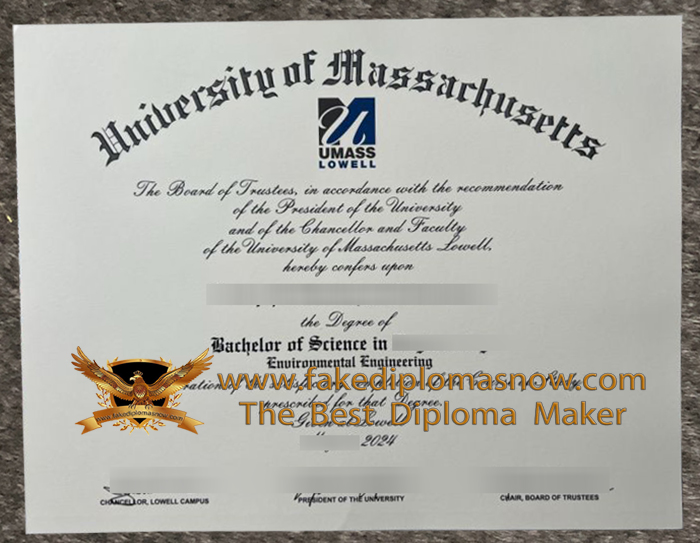 University of Massachusetts
UMASS
LOWELL
The Board of Trustees, in accordance with the recommendation
of the President of the University
and of the Chancellor and Faculty
of the University of Massachusetts Lowell,
hereby confers upon
the Degree of
Bachelor of Science in
Environmental Engineering
www.fakediplomasnow.com
prescribed for that Degree.
The Best Diploma Maker
Given at Lowell
2024
CHANCELLOR, LOWELL CAMPUS
PRESIDENT OF THE UNIVERSITY
CHAIR, BOARD OF TRUSTEES